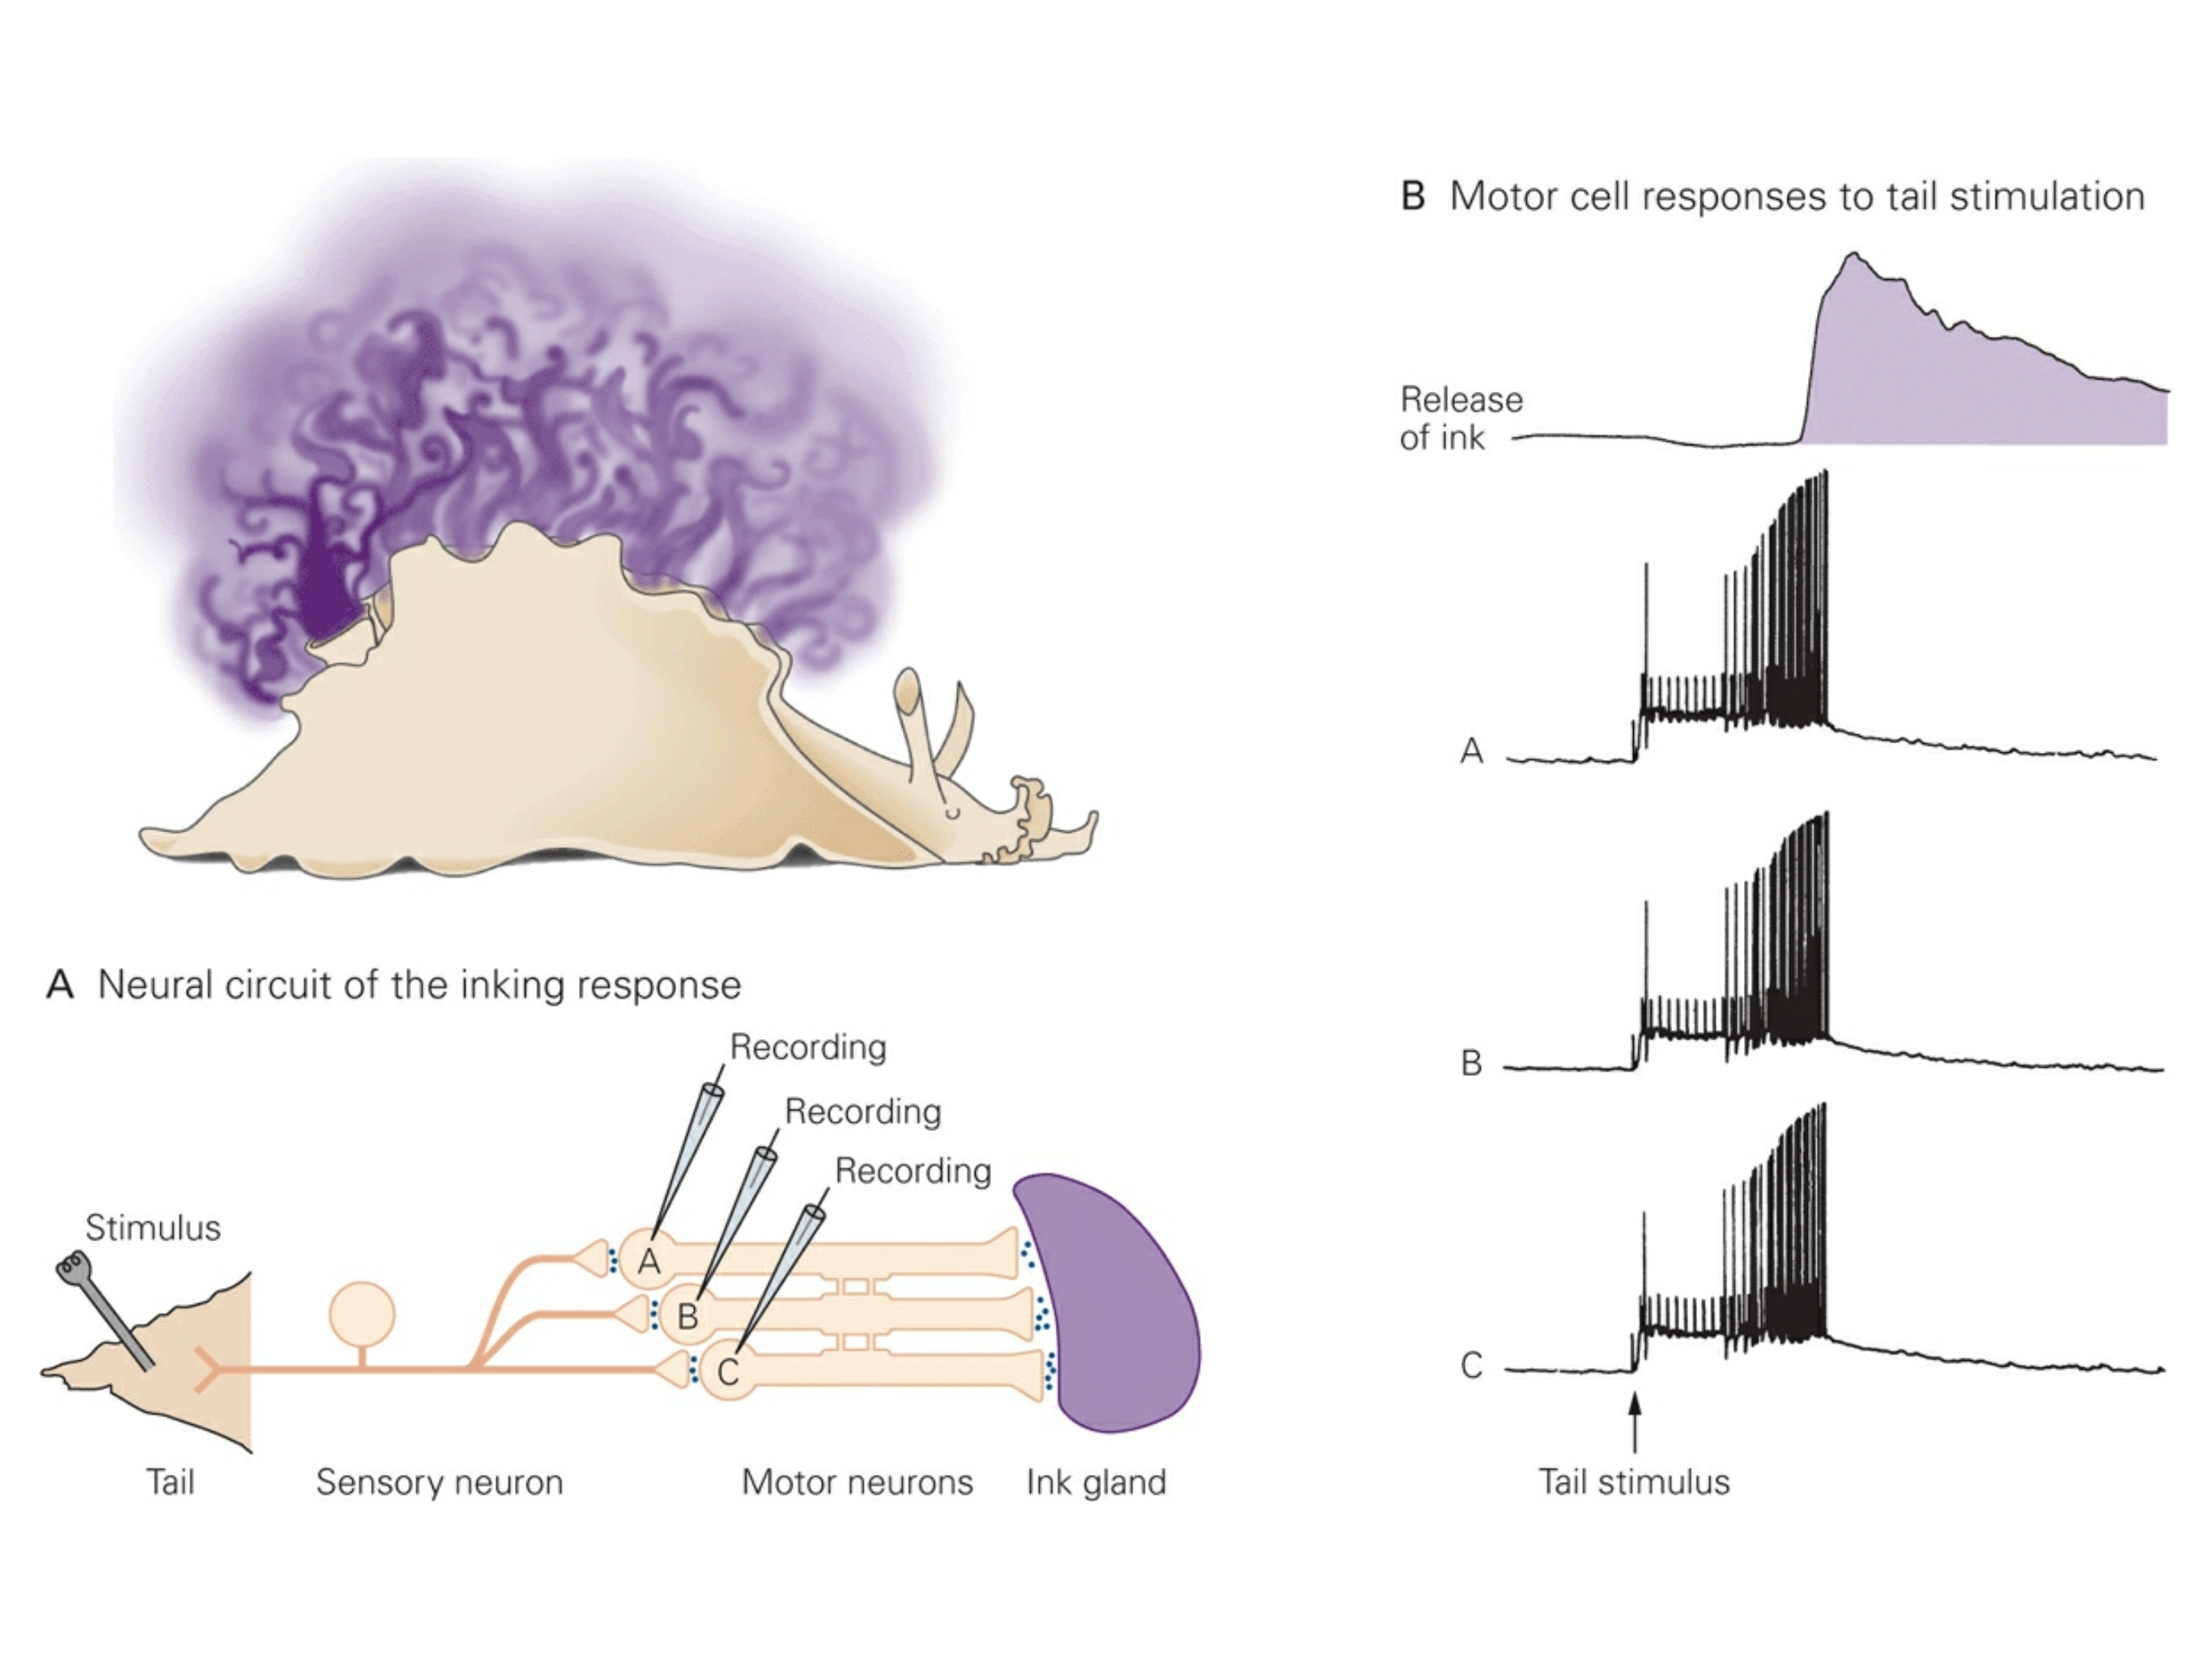 A Neural circuit of the inking response
Recording
Recording
Recording
Stimulus
A
B
C
Tail
Sensory neuron
Motor neurons
Ink gland
B Motor cell responses to tail stimulation
Release
of ink
A
B
C
Tail stimulus